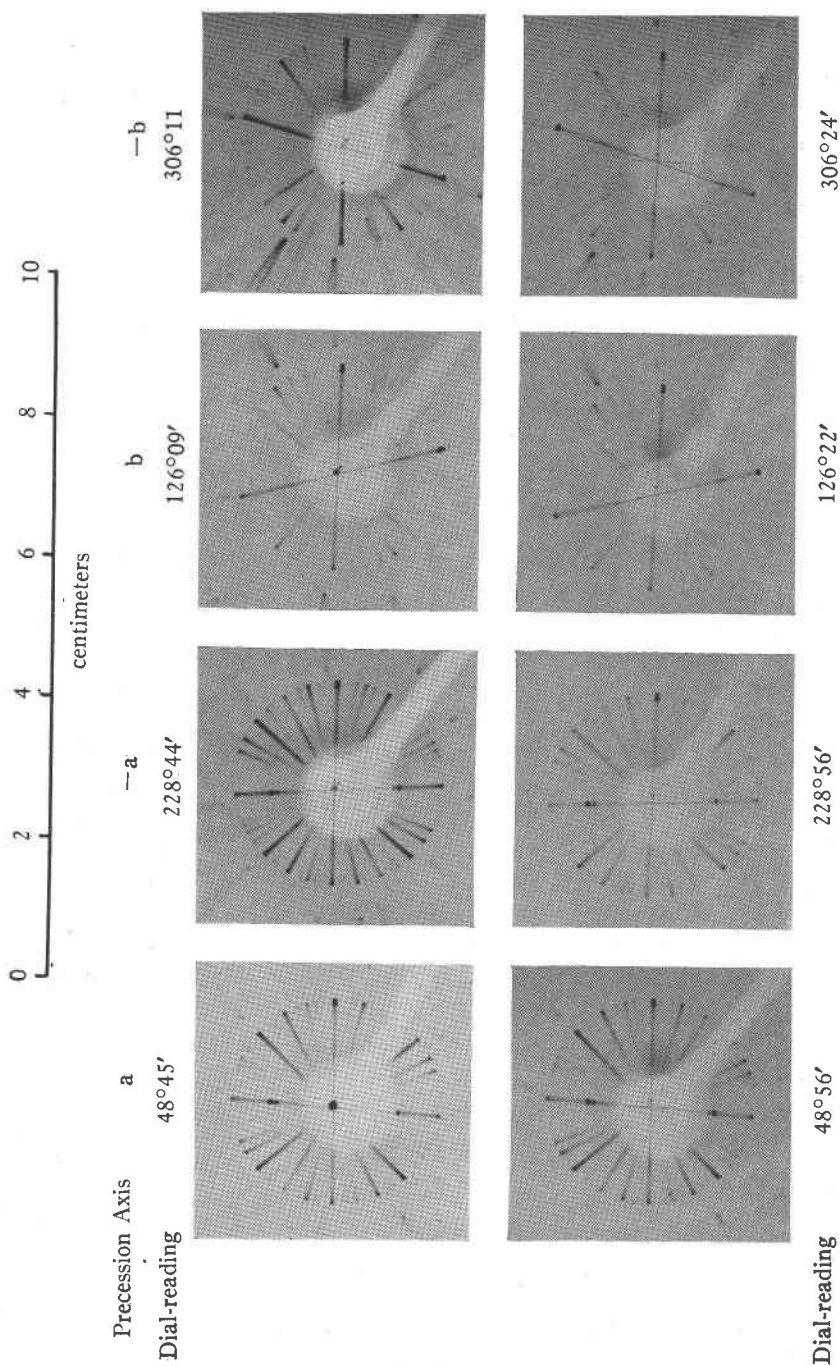 0 2 4 6 8 10
centimeters
Precession Axis a —a b —b
Dial-reading 48°45′ 228°44′ 126°09′ 306°11
Dial-reading 48°56′ 228°56′ 126°22′ 306°24′